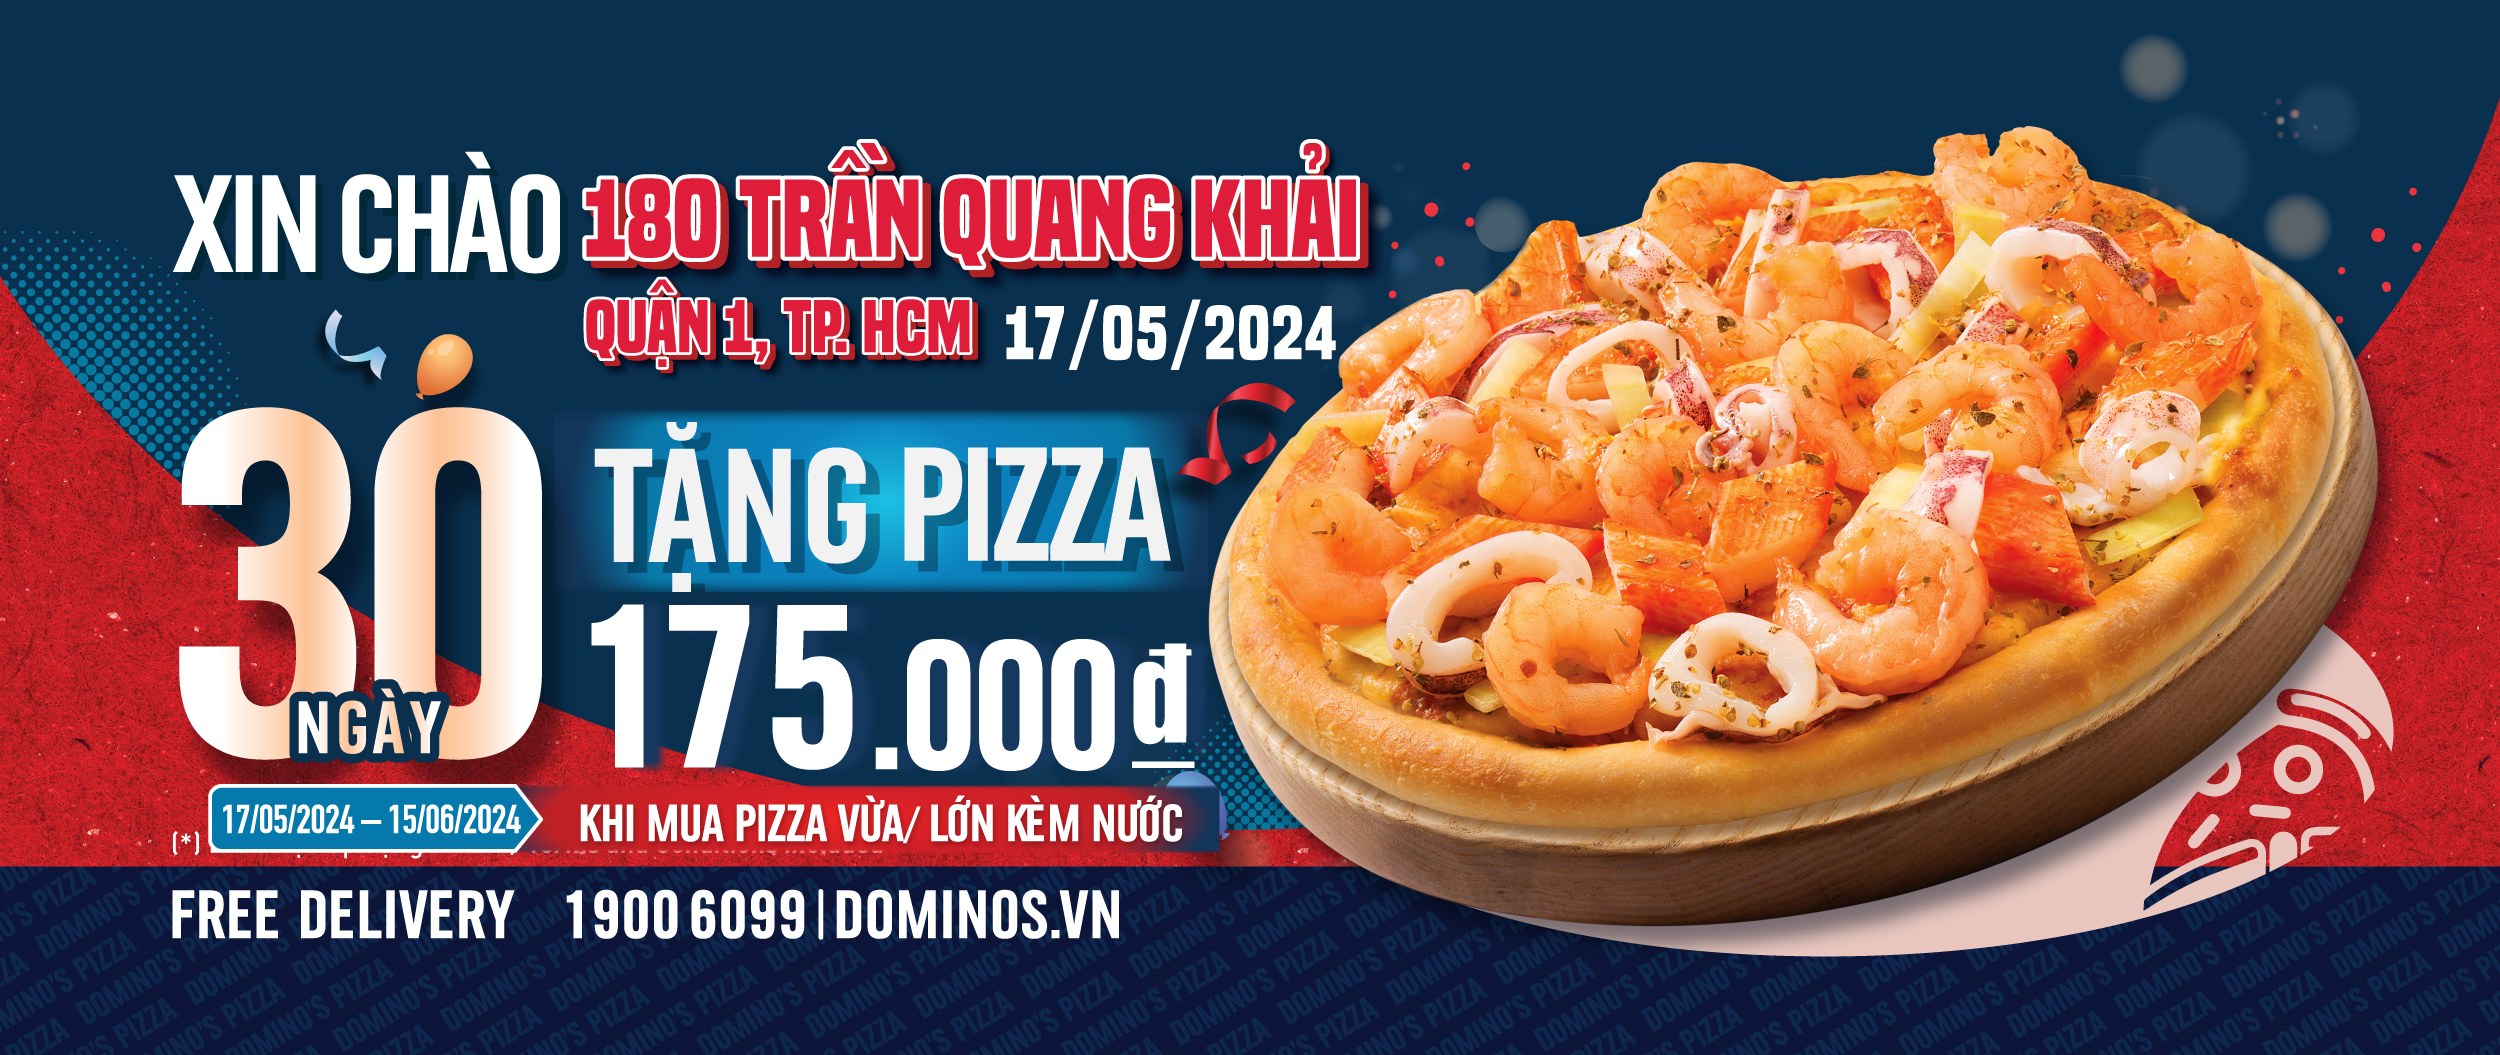 XIN CHÀO 180 TRẦN QUANG KHẢI
QUẬN 1, TP. HCM 17/05/2024
30
NGÀY
TẶNG PIZZA
175.000đ
17/05/2024 – 15/06/2024
KHI MUA PIZZA VỪA/ LỚN KÈM NƯỚC
(*)
FREE DELIVERY 1900 6099 | DOMINOS.VN
DOMINO'S PIZZA